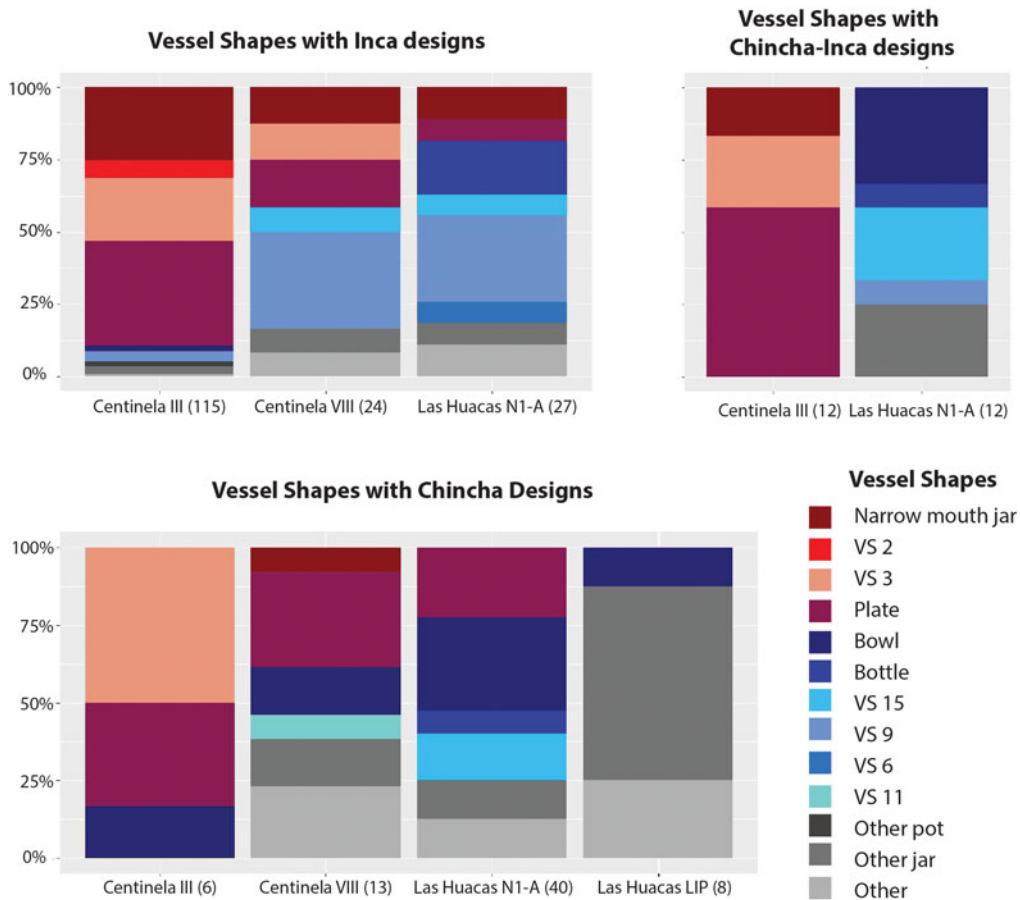 Vessel Shapes with Inca designs
100%
75%
50%
25%
0%
Centinela III (115)
Centinela VIII (24)
Las Huacas N1-A (27)
Vessel Shapes with
Chincha-Inca designs
Centinela III (12)
Las Huacas N1-A (12)
Vessel Shapes with Chincha Designs
100%
75%
50%
25%
0%
Centinela III (6)
Centinela VIII (13)
Las Huacas N1-A (40)
Las Huacas LIP (8)
Vessel Shapes
Narrow mouth jar
VS 2
VS 3
Plate
Bowl
Bottle
VS 15
VS 9
VS 6
VS 11
Other pot
Other jar
Other